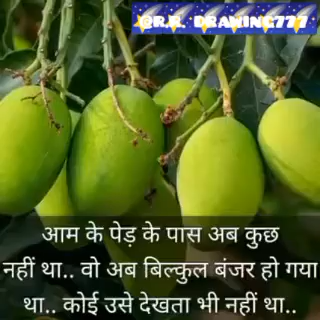 @R.R. DRAWING777
आम के पेड़ के पास अब कुछ
नहीं था.. वो अब बिल्कुल बंजर हो गया
था.. कोई उसे देखता भी नहीं था..